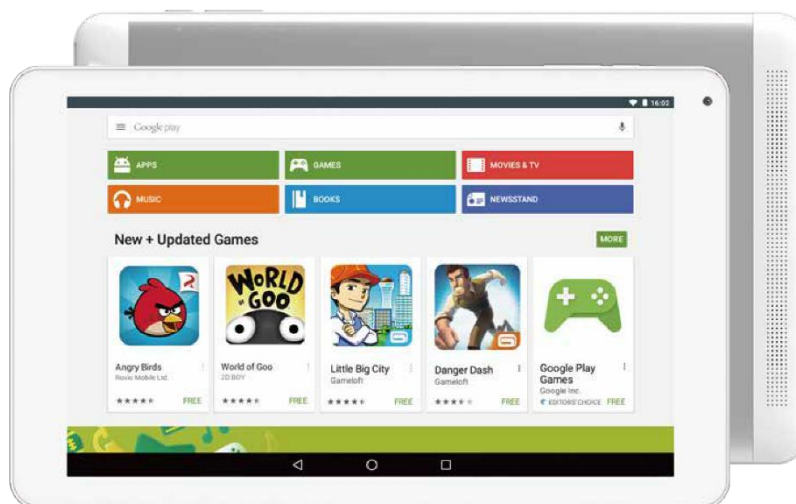 16:02
Google play
APPS
GAMES
MOVIES & TV
MUSIC
BOOKS
NEWSSTAND
New + Updated Games
MORE
WORLD
OF GOO
Angry Birds
Rovio Mobile Ltd.
FREE
World of Goo
2D BOY
FREE
Little Big City
Gameloft
FREE
Danger Dash
Gameloft
FREE
Google Play
Games
Google Inc.
EDITORS' CHOICE FREE